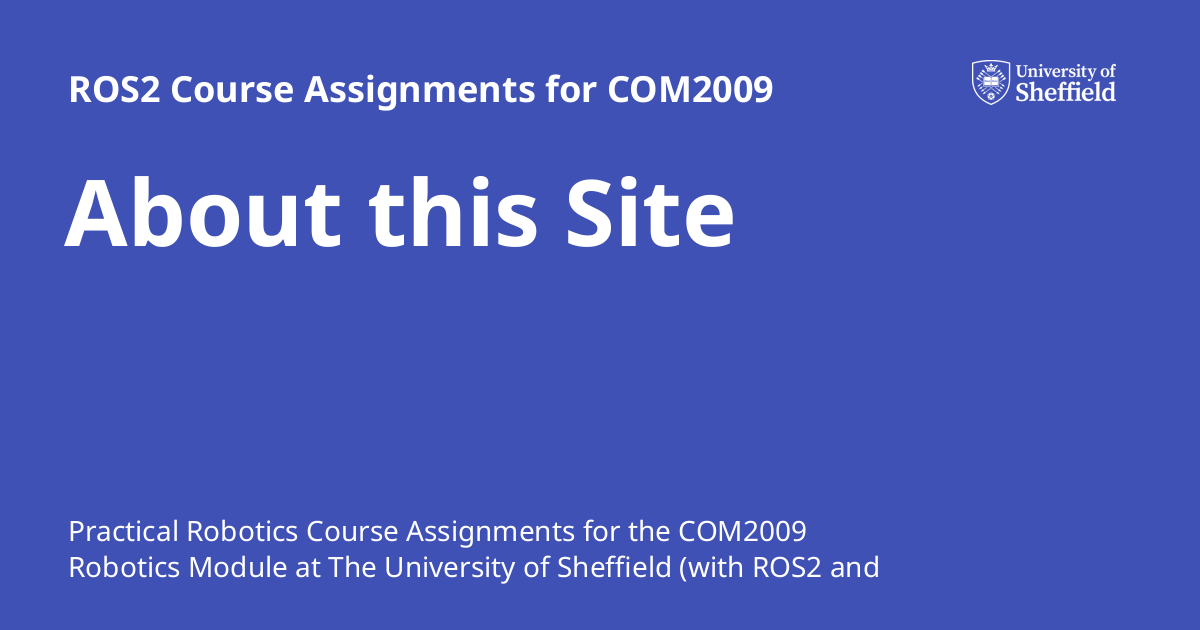 ROS2 Course Assignments for COM2009
University of
Sheffield
About this Site
Practical Robotics Course Assignments for the COM2009
Robotics Module at The University of Sheffield (with ROS2 and